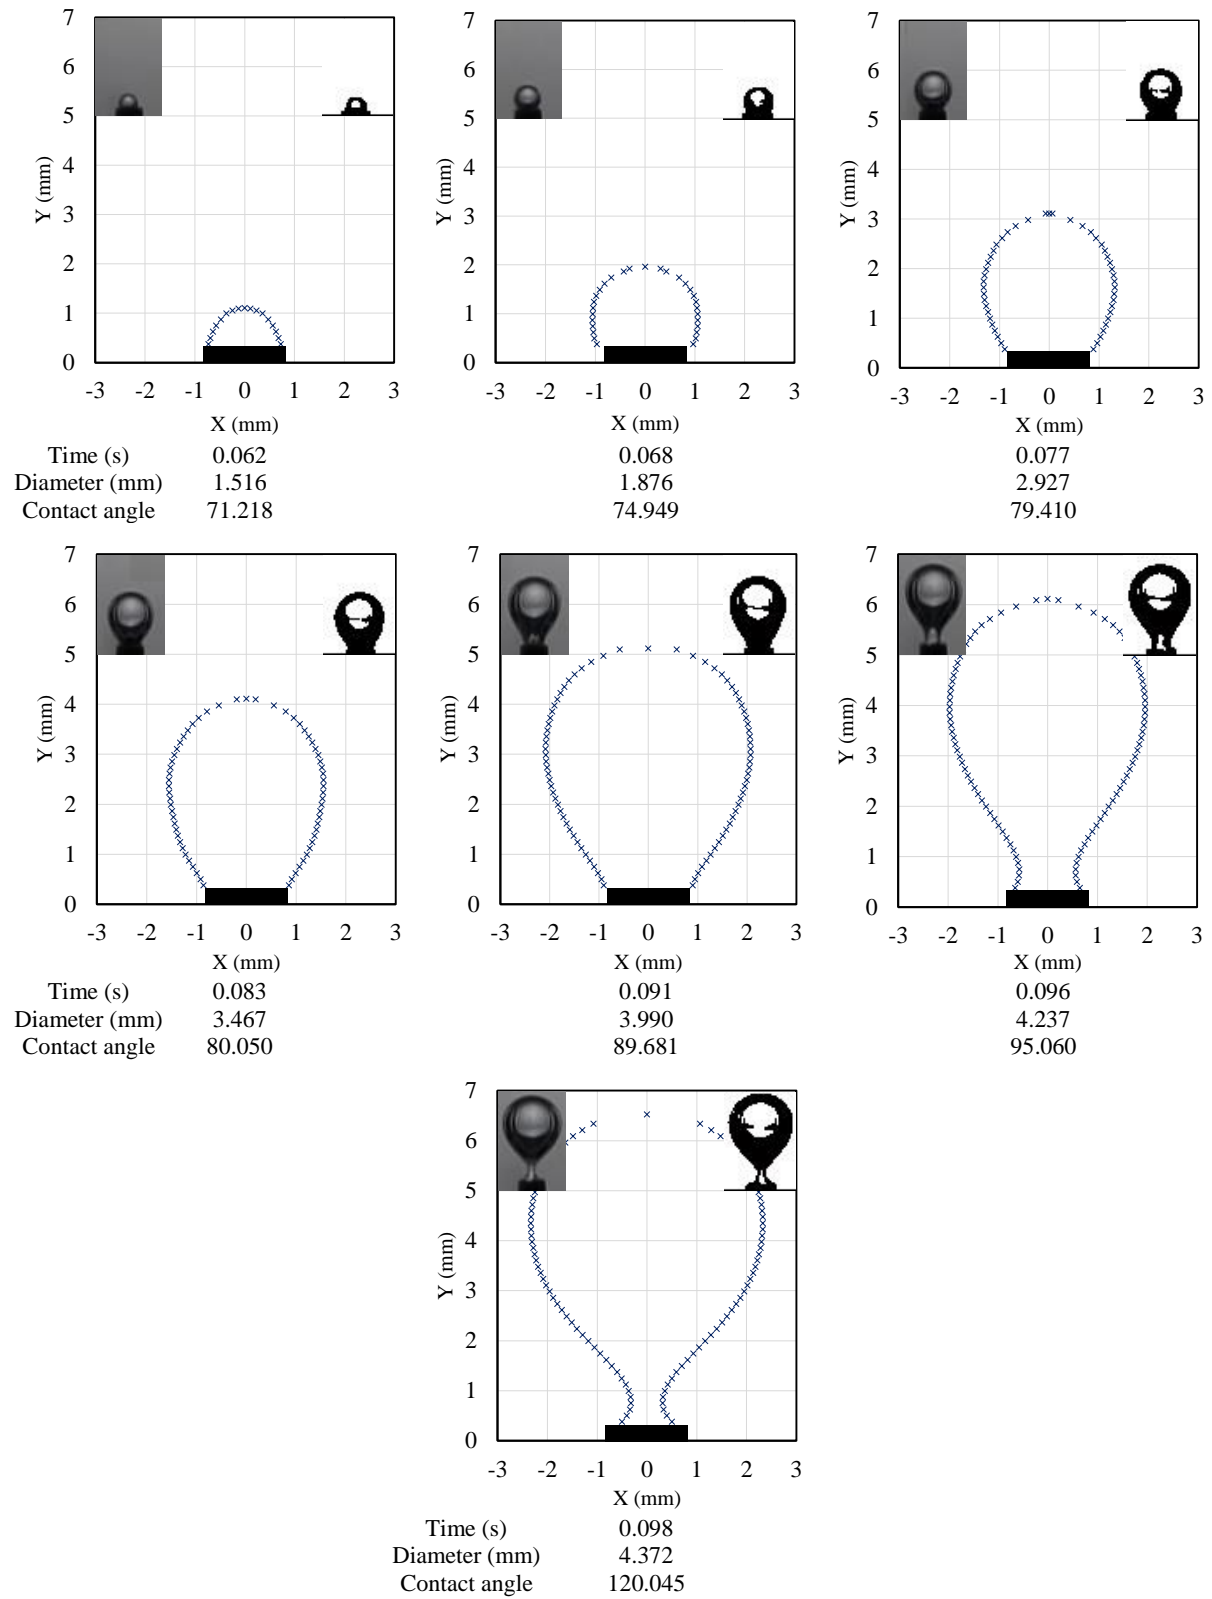 7 7 7
6 6 6
5 5 5
4 4 4
3 3 3
2 2 2
1 1 1
0 0 0
Y (mm) Y (mm) Y (mm)
-3 -2 -1 0 1 2 3 -3 -2 -1 0 1 2 3 -3 -2 -1 0 1 2 3
X (mm) X (mm) X (mm)
Time (s) 0.062 0.068 0.077
Diameter (mm) 1.516 1.876 2.927
Contact angle 71.218 74.949 79.410
7 7 7
6 6 6
5 5 5
4 4 4
3 3 3
2 2 2
1 1 1
0 0 0
Y (mm) Y (mm) Y (mm)
-3 -2 -1 0 1 2 3 -3 -2 -1 0 1 2 3 -3 -2 -1 0 1 2 3
X (mm) X (mm) X (mm)
Time (s) 0.083 0.091 0.096
Diameter (mm) 3.467 3.990 4.237
Contact angle 80.050 89.681 95.060
7
6
5
4
3
2
1
0
Y (mm)
-3 -2 -1 0 1 2 3
X (mm)
Time (s) 0.098
Diameter (mm) 4.372
Contact angle 120.045